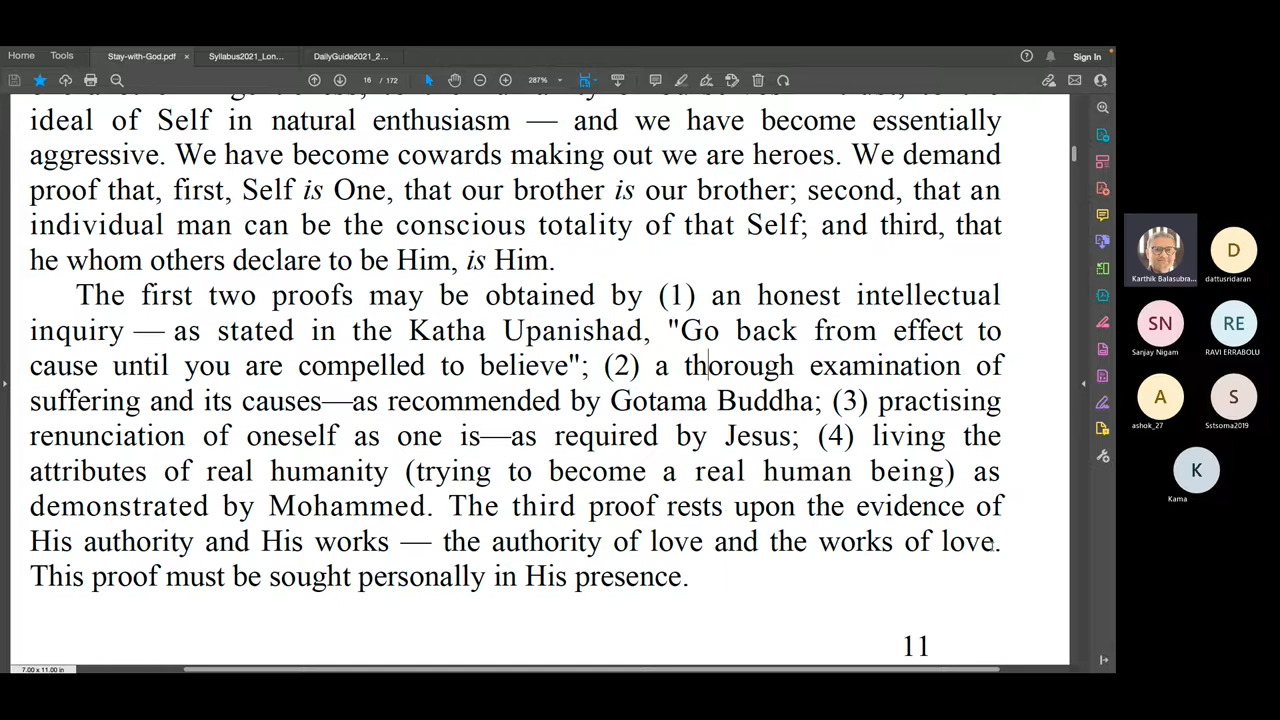 Home Tools Stay-with-God.pdf × Syllabus2021_Lon... DailyGuide2021_2... Sign In
16 / 172 287%
ideal of Self in natural enthusiasm — and we have become essentially
aggressive. We have become cowards making out we are heroes. We demand
proof that, first, Self is One, that our brother is our brother; second, that an
individual man can be the conscious totality of that Self; and third, that
he whom others declare to be Him, is Him.
The first two proofs may be obtained by (1) an honest intellectual
inquiry — as stated in the Katha Upanishad, "Go back from effect to
cause until you are compelled to believe"; (2) a thorough examination of
suffering and its causes—as recommended by Gotama Buddha; (3) practising
renunciation of oneself as one is—as required by Jesus; (4) living the
attributes of real humanity (trying to become a real human being) as
demonstrated by Mohammed. The third proof rests upon the evidence of
His authority and His works — the authority of love and the works of love.
This proof must be sought personally in His presence.
11
7.00 x 11.00 in
Karthik Balasubra...
D
dattusridaran
SN
Sanjay Nigam
RE
RAVI ERRABOLU
A
ashok_27
S
Sstsoma2019
K
Kama